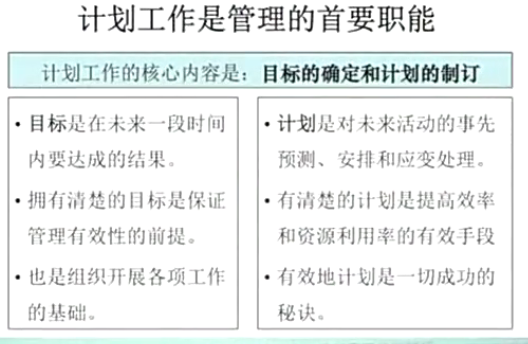 计划工作是管理的首要职能
计划工作的核心内容是：目标的确定和计划的制订
• 目标是在未来一段时间
内要达成的结果。
• 拥有清楚的目标是保证
管理有效性的前提。
• 也是组织开展各项工作
的基础。
• 计划是对未来活动的事先
预测、安排和应变处理。
• 有清楚的计划是提高效率
和资源利用率的有效手段
• 有效地计划是一切成功的
秘诀。